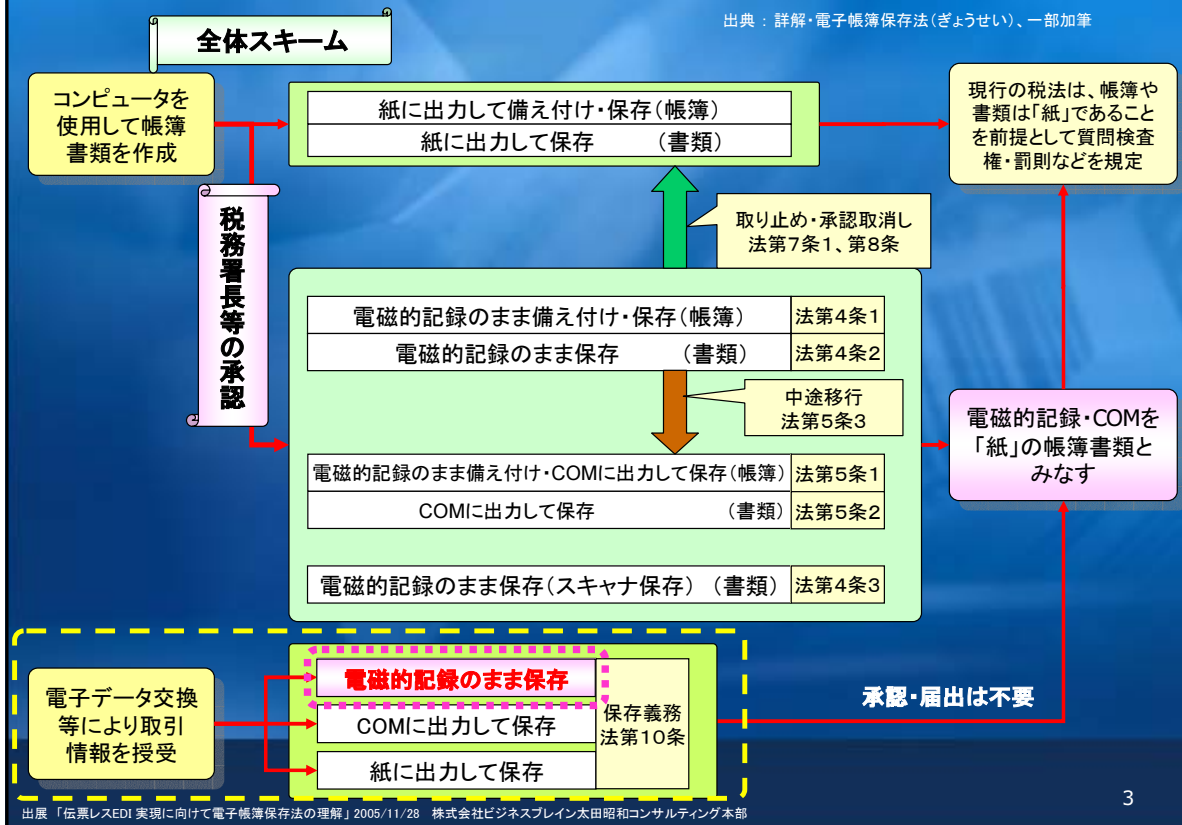 出典 : 詳解・電子帳簿保存法(ぎょうせい)、一部加筆
全体スキーム
コンピュータを
使用して帳簿
書類を作成
紙に出力して備え付け・保存(帳簿)
紙に出力して保存 (書類)
現行の税法は、帳簿や
書類は「紙」であること
を前提として質問検査
権・罰則などを規定
税務署長等の承認
取り止め・承認取消し
法第7条1、第8条
電磁的記録のまま備え付け・保存(帳簿) 法第4条1
電磁的記録のまま保存 (書類) 法第4条2
中途移行
法第5条3
電磁的記録のまま備え付け・COMに出力して保存(帳簿) 法第5条1
COMに出力して保存 (書類) 法第5条2
電磁的記録のまま保存(スキャナ保存) (書類) 法第4条3
電磁的記録・COMを
「紙」の帳簿書類と
みなす
電子データ交換
等により取引
情報を授受
電磁的記録のまま保存
COMに出力して保存
紙に出力して保存
保存義務
法第10条
承認・届出は不要
3
出展 「伝票レスEDI 実現に向けて電子帳簿保存法の理解」 2005/11/28 株式会社ビジネスブレイン太田昭和コンサルティング本部